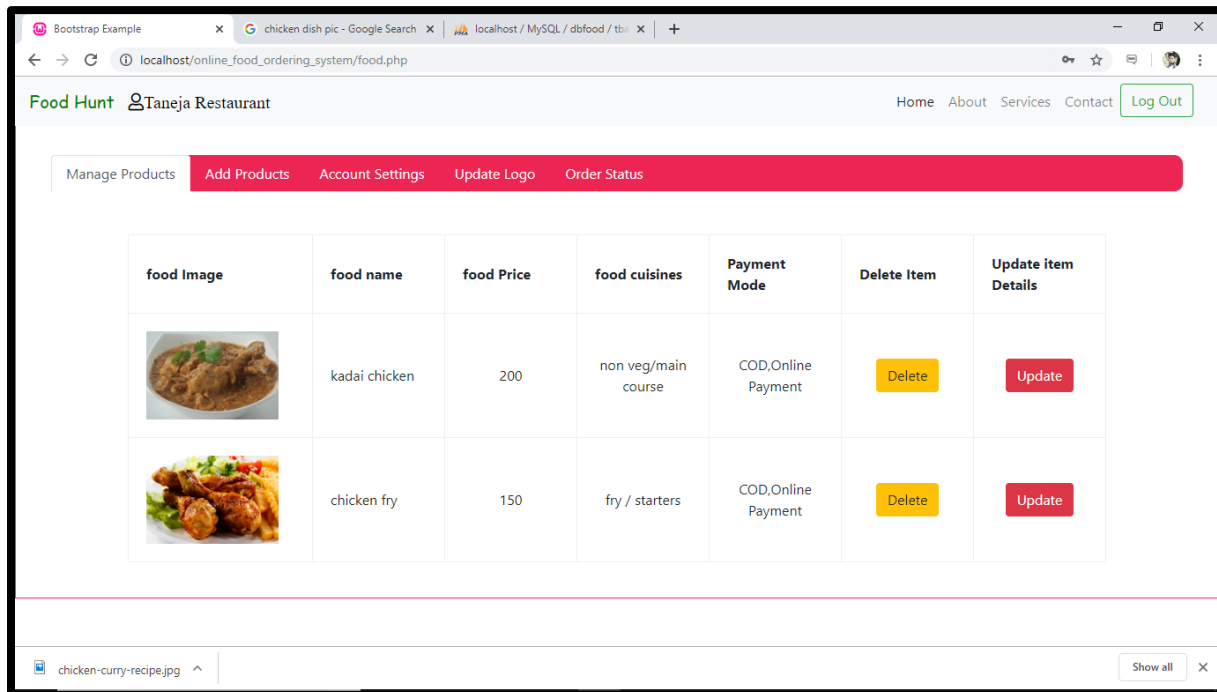 Bootstrap Example
chicken dish pic - Google Search
localhost / MySQL / dbfood / tba
localhost/online_food_ordering_system/food.php
Food Hunt Taneja Restaurant Home About Services Contact Log Out
Manage Products Add Products Account Settings Update Logo Order Status
food Image food name food Price food cuisines Payment Mode Delete Item Update item Details
kadai chicken 200 non veg/main course COD,Online Payment Delete Update
chicken fry 150 fry / starters COD,Online Payment Delete Update
chicken-curry-recipe.jpg Show all